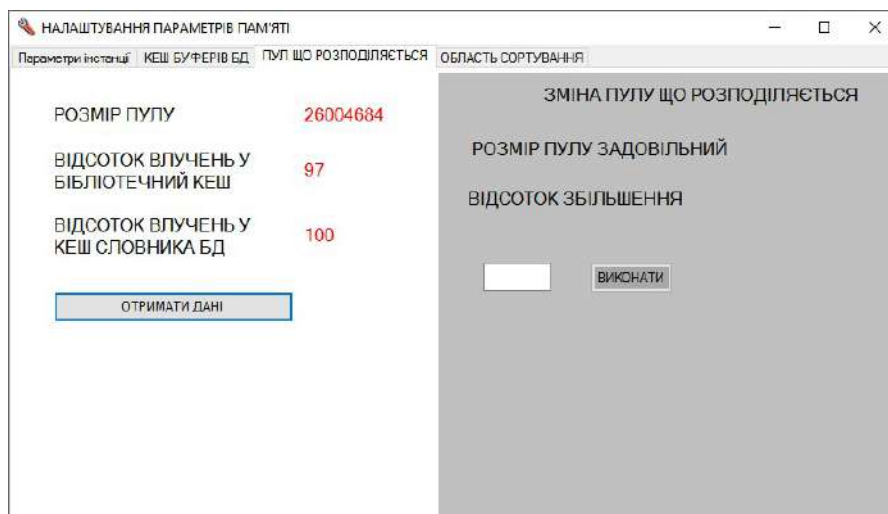 НАЛАШТУВАННЯ ПАРАМЕТРІВ ПАМ'ЯТІ
Параметри інстанції КЕШ БУФЕРІВ БД ПУЛ ЩО РОЗПОДІЛЯЄТЬСЯ ОБЛАСТЬ СОРТУВАННЯ
РОЗМІР ПУЛУ 26004684
ВІДСОТОК ВЛУЧЕНЬ У
БІБЛІОТЕЧНИЙ КЕШ
97
ВІДСОТОК ВЛУЧЕНЬ У
КЕШ СЛОВНИКА БД
100
ОТРИМАТИ ДАНІ
ЗМІНА ПУЛУ ЩО РОЗПОДІЛЯЄТЬСЯ
РОЗМІР ПУЛУ ЗАДОВІЛЬНИЙ
ВІДСОТОК ЗБІЛЬШЕННЯ
ВИКОНАТИ